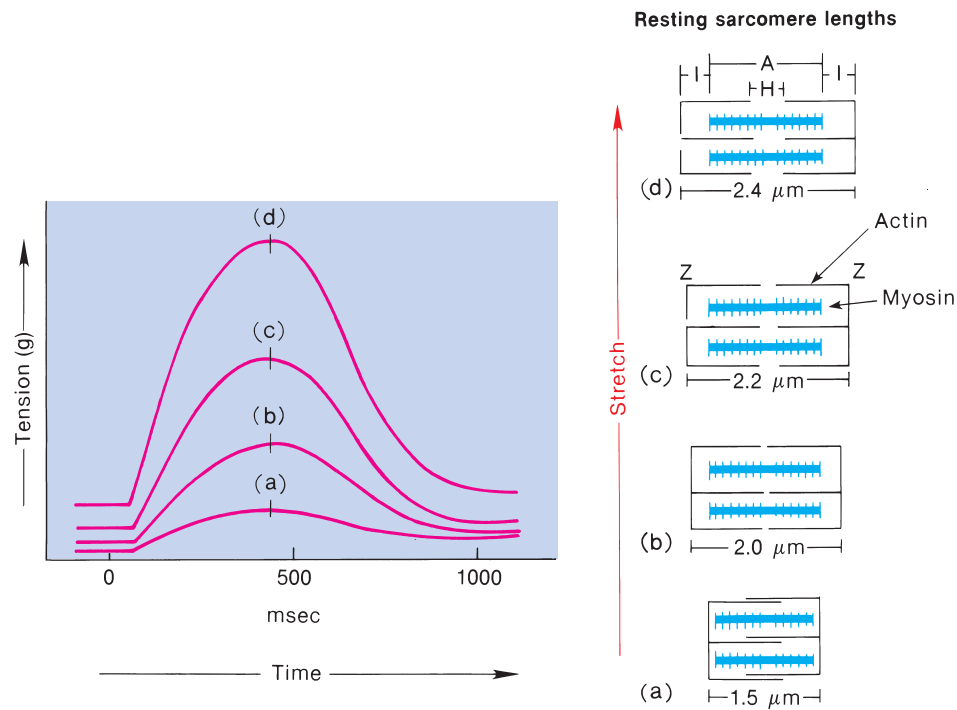 Resting sarcomere lengths
I
A
I
H
(d)
2.4 μm
Actin
Z
Z
Myosin
(c)
2.2 μm
Stretch
(b)
2.0 μm
(a)
1.5 μm
Tension (g)
(d)
(c)
(b)
(a)
0
500
1000
msec
Time